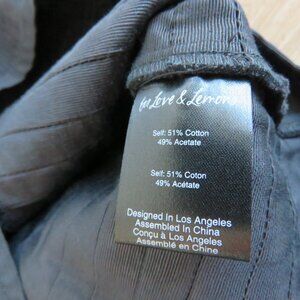 for Love & Lemons
Self: 51% Cotton
49% Acetate
Self: 51% Coton
49% Acétate
Designed In Los Angeles
Assembled In China
Conçu à Los Angeles
Assemblé en Chine